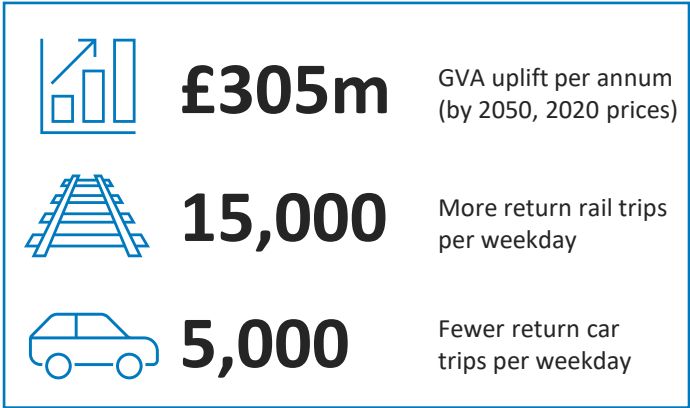 £305m
GVA uplift per annum
(by 2050, 2020 prices)
15,000
More return rail trips
per weekday
5,000
Fewer return car
trips per weekday